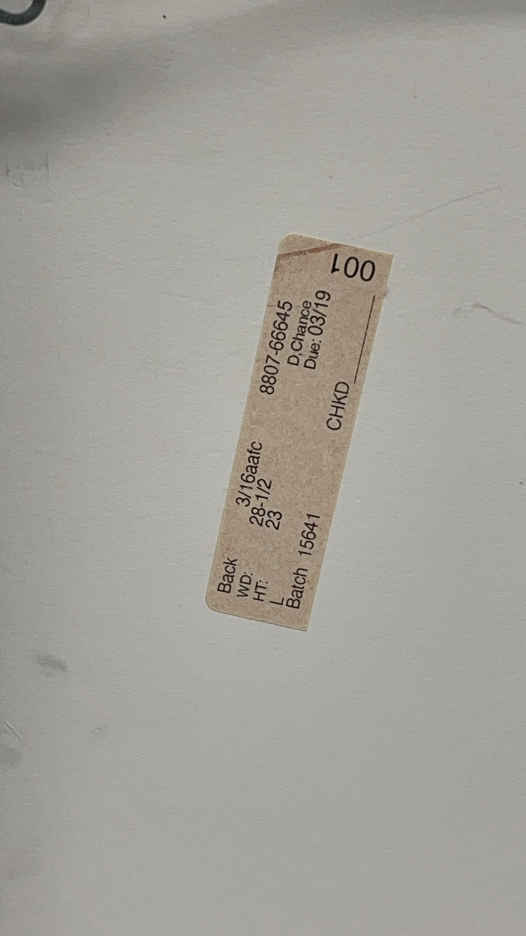 Back 3/16aafc 8807-66645
WD: 28-1/2 D,Chance
HT: 23 Due: 03/19
L
Batch 15641 CHKD
001